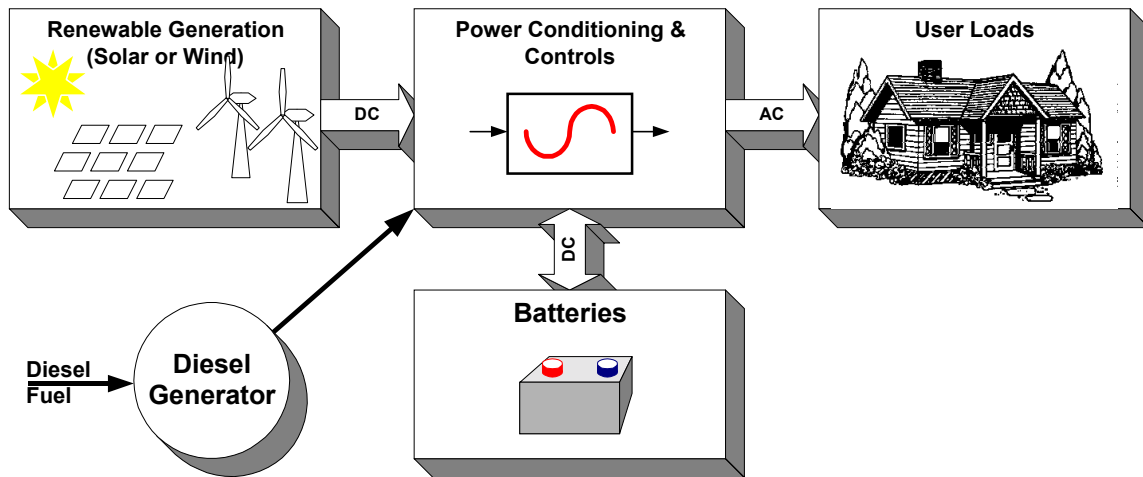 Renewable Generation
(Solar or Wind)
DC
Power Conditioning &
Controls
AC
User Loads
DC
Batteries
Diesel
Fuel
Diesel
Generator